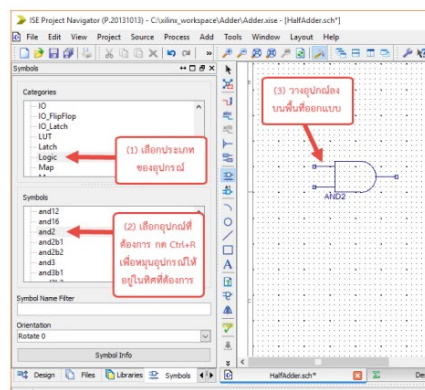 ISE Project Navigator (P.20131013) - C:\xilinx_workspace\Adder\Adder.xise - [HalfAdder.sch*]
File Edit View Project Source Process Add Tools Window Layout Help
Symbols
Categories
IO
IO_FlipFlop
IO_Latch
LUT
Latch
Logic
Map
(1) เลือกประเภท
ของอุปกรณ์
(3) วางอุปกณ์ลง
บนพื้นที่ออกแบบ
AND2
Symbols
and12
and16
and2
and2b1
and2b2
and3
and3b1
(2) เลือกอุปกณ์ที่
ต้องการ กด Ctrl+R
เพื่อหมุนอุปกรณ์ให้
อยู่ในทิศที่ต้องการ
Symbol Name Filter
Orientation
Rotate 0
Symbol Info
Design Files Libraries Symbols
HalfAdder.sch*
De